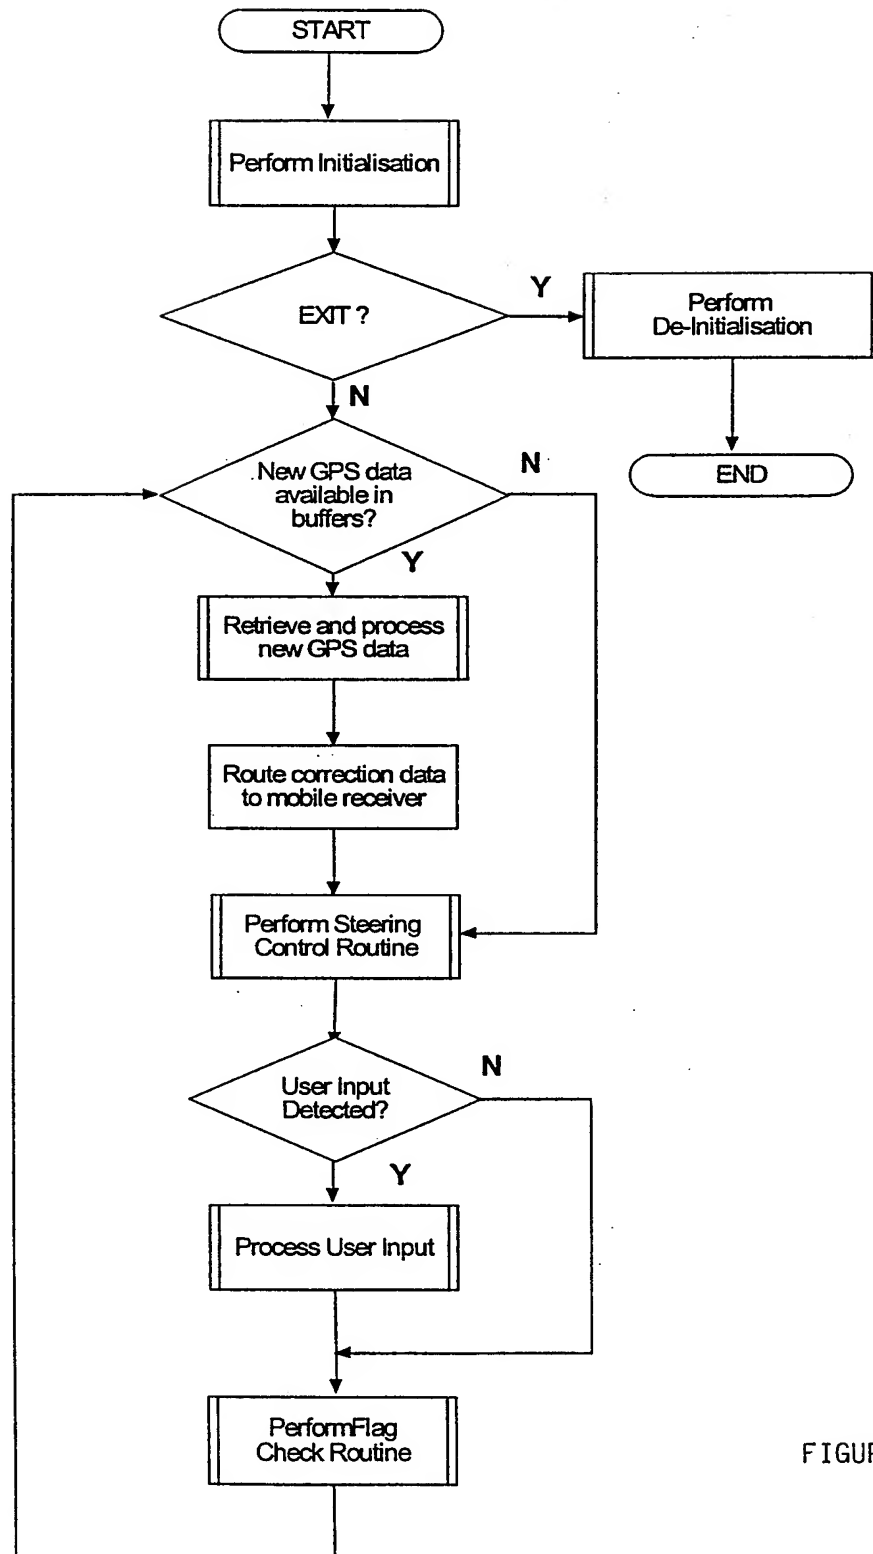 START
Perform Initialisation
EXIT ?
Y
Perform
De-Initialisation
N
END
New GPS data
available in
buffers?
N
Y
Retrieve and process
new GPS data
Route correction data
to mobile receiver
Perform Steering
Control Routine
User Input
Detected?
N
Y
Process User Input
PerformFlag
Check Routine